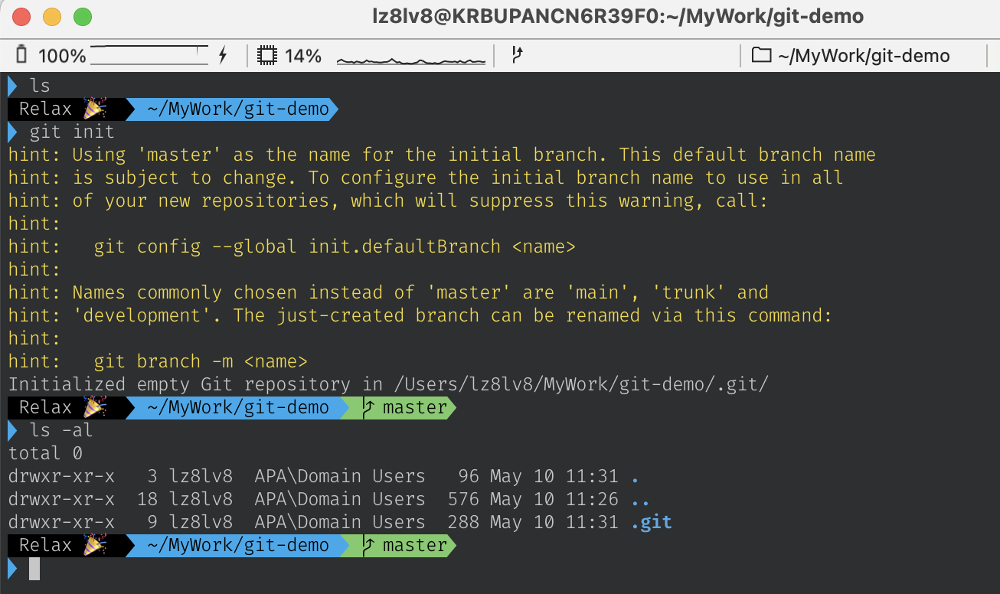 lz8lv8@KRBUPANCN6R39F0:~/MyWork/git-demo
100% 14% ~/MyWork/git-demo
ls
Relax 🎉 ~/MyWork/git-demo
git init
hint: Using 'master' as the name for the initial branch. This default branch name
hint: is subject to change. To configure the initial branch name to use in all
hint: of your new repositories, which will suppress this warning, call:
hint:
hint:   git config --global init.defaultBranch <name>
hint:
hint: Names commonly chosen instead of 'master' are 'main', 'trunk' and
hint: 'development'. The just-created branch can be renamed via this command:
hint:
hint:   git branch -m <name>
Initialized empty Git repository in /Users/lz8lv8/MyWork/git-demo/.git/
Relax 🎉 ~/MyWork/git-demo master
ls -al
total 0
drwxr-xr-x   3 lz8lv8  APA\Domain Users   96 May 10 11:31 .
drwxr-xr-x  18 lz8lv8  APA\Domain Users  576 May 10 11:26 ..
drwxr-xr-x   9 lz8lv8  APA\Domain Users  288 May 10 11:31 .git
Relax 🎉 ~/MyWork/git-demo master